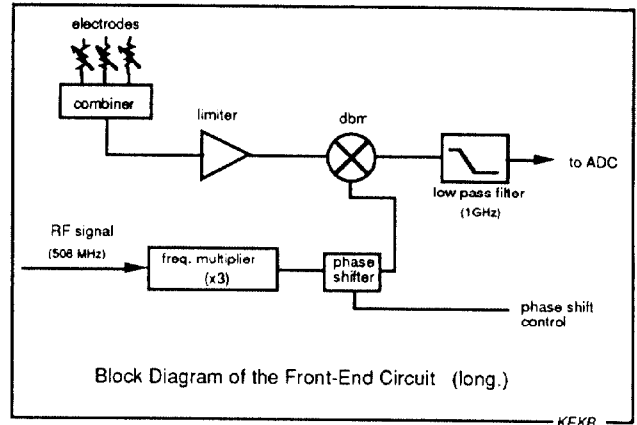 electrodes
combiner
limiter
dbm
low pass filter
(1GHz)
to ADC
RF signal
(508 MHz)
freq. multiplier
(x3)
phase
shifter
phase shift
control
Block Diagram of the Front-End Circuit (long.)
KEKB